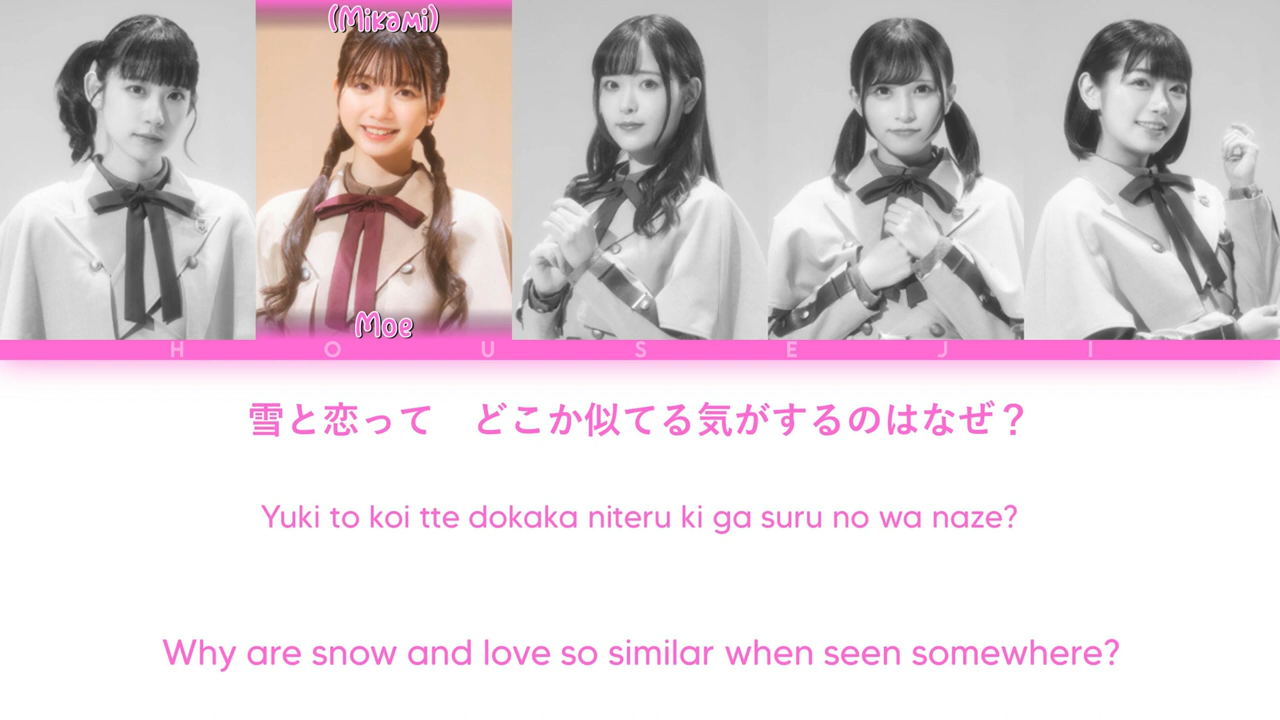 (Mikami)
Moe
H O U S E J I
雪と恋って　どこか似てる気がするのはなぜ？
Yuki to koi tte dokaka niteru ki ga suru no wa naze?
Why are snow and love so similar when seen somewhere?